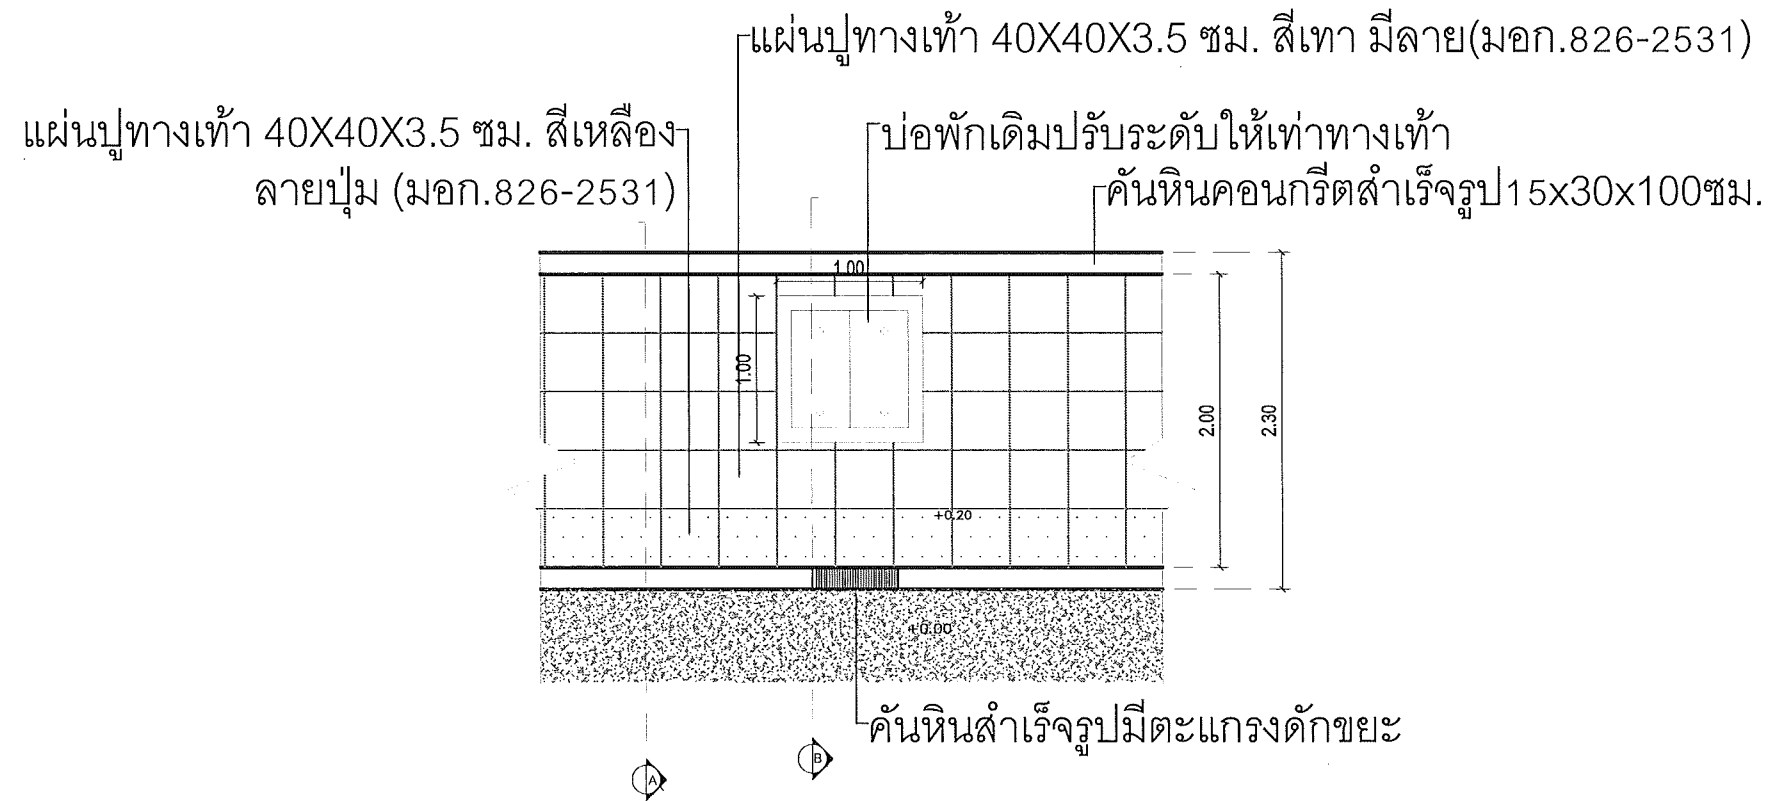 แผ่นปูทางเท้า 40X40X3.5 ซม. สีเทา มีลาย(มอก.826-2531)
แผ่นปูทางเท้า 40X40X3.5 ซม. สีเหลือง
ลายปุ่ม (มอก.826-2531)
บ่อพักเดิมปรับระดับให้เท่าทางเท้า
คันหินคอนกรีตสำเร็จรูป15x30x100ซม.
1.00
1.00
2.00
2.30
+0.20
+0.00
คันหินสำเร็จรูปมีตะแกรงดักขยะ
B
A